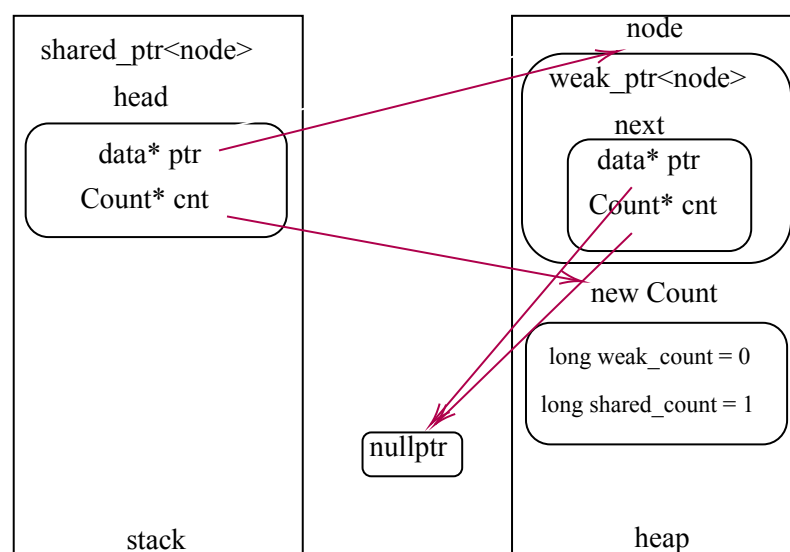 shared_ptr<node>
head
data* ptr
Count* cnt
stack
nullptr
node
weak_ptr<node>
next
data* ptr
Count* cnt
new Count
long weak_count = 0
long shared_count = 1
heap